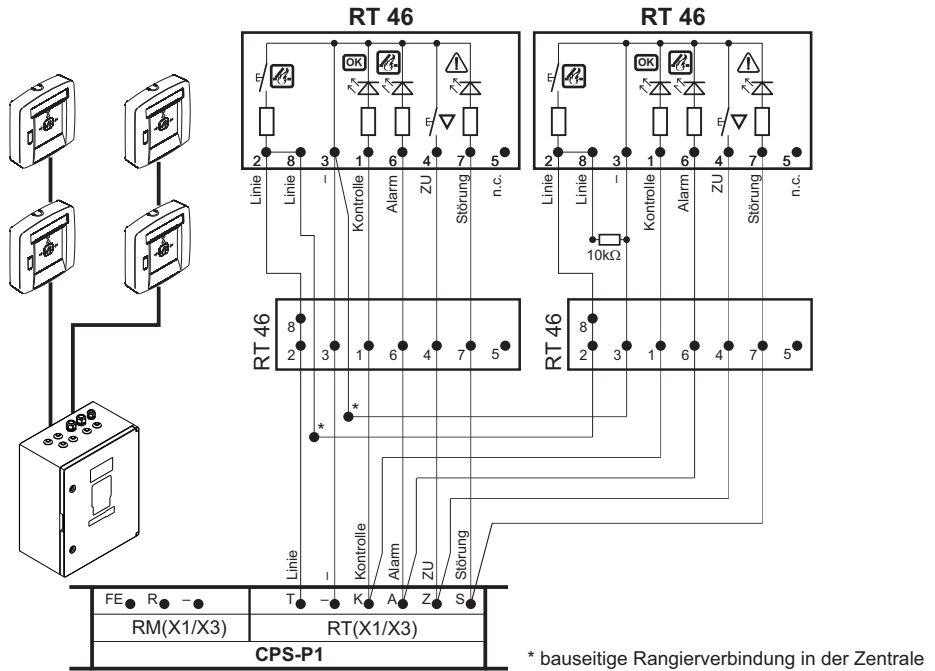 RT 46 RT 46
OK OK
2 8 3 1 6 4 7 5 2 8 3 1 6 4 7 5
Linie Linie – Kontrolle Alarm ZU Störung n.c. Linie Linie – Kontrolle Alarm ZU Störung n.c.
10kΩ
RT 46 8 RT 46 8
2 3 1 6 4 7 5 2 3 1 6 4 7 5
*
*
Linie – Kontrolle Alarm ZU Störung
FE R – T – K A Z S
RM(X1/X3) RT(X1/X3)
CPS-P1
* bauseitige Rangierverbindung in der Zentrale